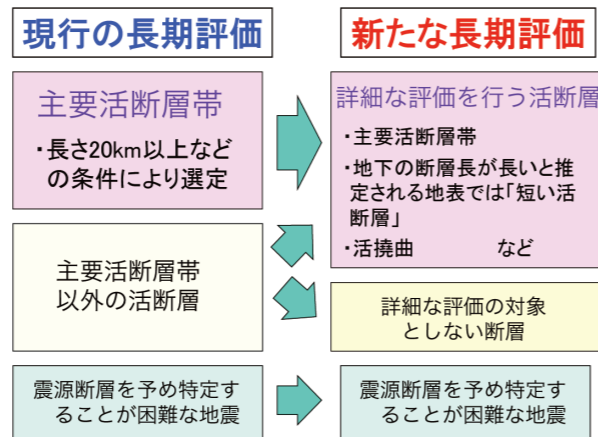 現行の長期評価
主要活断層帯
・長さ20km以上など
の条件により選定
主要活断層帯
以外の活断層
震源断層を予め特定す
ることが困難な地震
新たな長期評価
詳細な評価を行う活断層
・主要活断層帯
・地下の断層長が長いと推
定される地表では「短い活
断層」
・活撓曲　　　など
詳細な評価の対象
としない断層
震源断層を予め特定す
ることが困難な地震